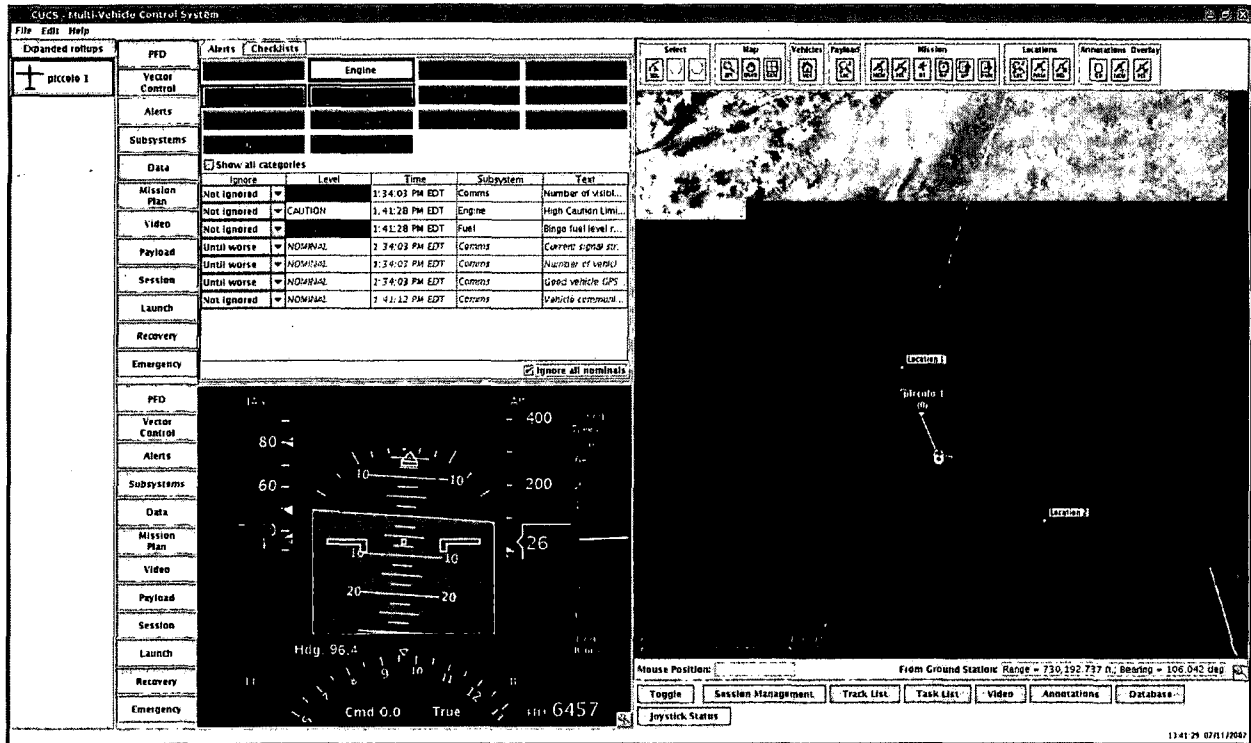 CUCS - Multi-Vehicle Control System
File Edit Help
Expanded rollups
piccolo 1
PFD
Vector Control
Alerts
Subsystems
Data
Mission Plan
Video
Payload
Session
Launch
Recovery
Emergency
PFD
Vector Control
Alerts
Subsystems
Data
Mission Plan
Video
Payload
Session
Launch
Recovery
Emergency
Alerts Checklists
Engine
Show all categories
Ignore Level Time Subsystem Text
Not ignored 1:34:03 PM EDT Comms Number of visibl...
Not ignored CAUTION 1:41:28 PM EDT Engine High Caution Limi...
Not ignored 1:41:28 PM EDT Fuel Bingo fuel level r...
Until worse NOMINAL 1:34:03 PM EDT Comms Current signal str.
Until worse NOMINAL 1:34:03 PM EDT Comms Number of vehicl
Until worse NOMINAL 1:34:03 PM EDT Comms Good vehicle GPS
Not ignored NOMINAL 1:41:12 PM EDT Comms Vehicle communi...
Ignore all nominals
80
60
10 10
10 10
20 20
400
200
26
Hdg. 96.4
9 10 11 12
Cmd 0.0 True
6457
Select Map Vehicles Payload Mission Locations Annotations Overlay
Location 1
piccolo 1
(0)
Location 2
Mouse Position:
From Ground Station: Range = 730,192.737 ft.; Bearing = 106.042 deg
Toggle Session Management Track List Task List Video Annotations Database
Joystick Status
13:41:29 07/11/2007